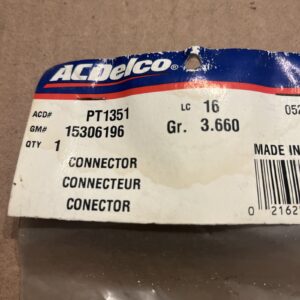 ACDelco
ACD# PT1351 LC 16 052
GM# 15306196 Gr. 3.660
QTY 1
CONNECTOR MADE IN
CONNECTEUR
CONECTOR
0 2162